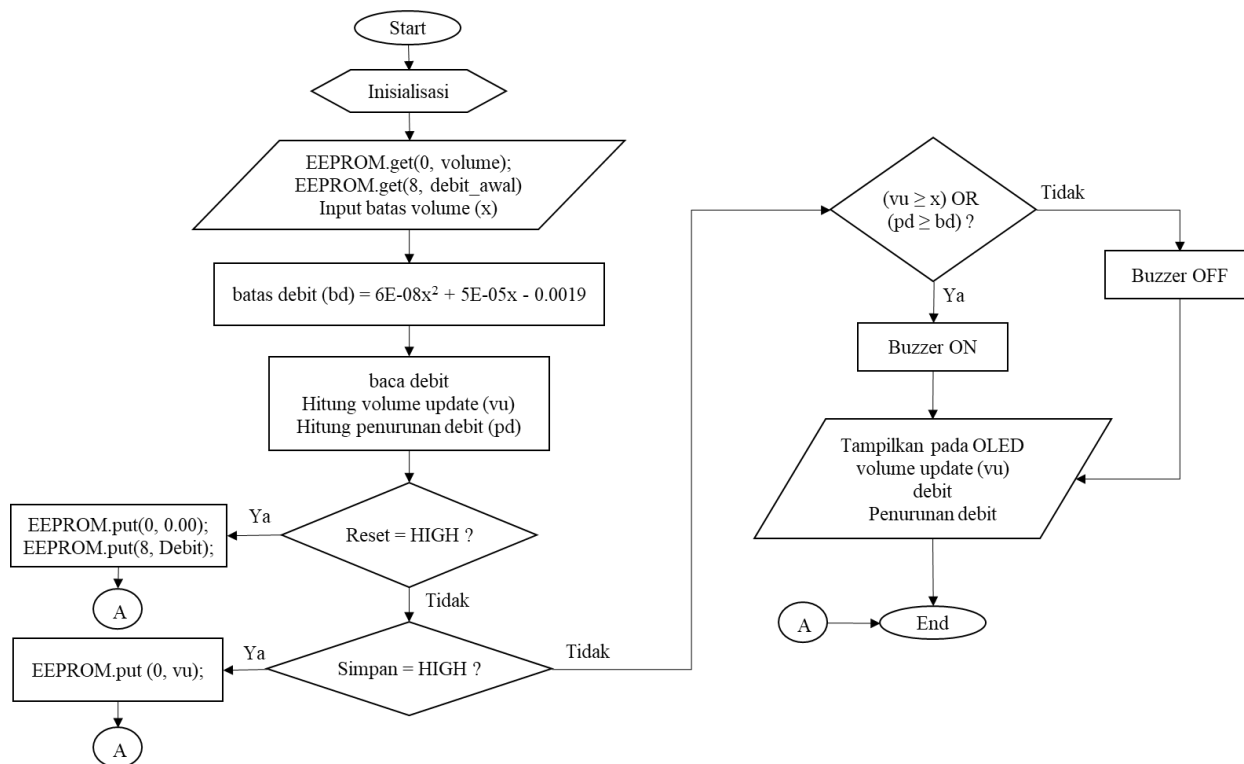 Start
Inisialisasi
EEPROM.get(0, volume);
EEPROM.get(8, debit_awal)
Input batas volume (x)
batas debit (bd) = 6E-08x² + 5E-05x - 0.0019
baca debit
Hitung volume update (vu)
Hitung penurunan debit (pd)
Reset = HIGH ?
Ya
EEPROM.put(0, 0.00);
EEPROM.put(8, Debit);
A
Tidak
Simpan = HIGH ?
Ya
EEPROM.put (0, vu);
A
Tidak
(vu ≥ x) OR
(pd ≥ bd) ?
Tidak
Buzzer OFF
Ya
Buzzer ON
Tampilkan pada OLED
volume update (vu)
debit
Penurunan debit
A
End